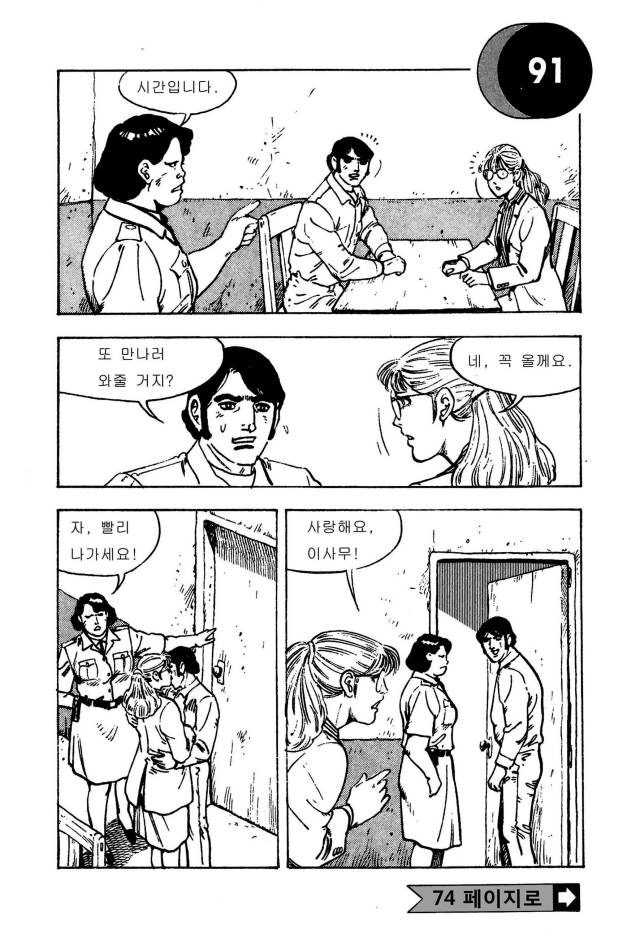 91
시간입니다.
또 만나러
와줄 거지?
네, 꼭 올께요.
자, 빨리
나가세요!
사랑해요,
이사무!
74 페이지로